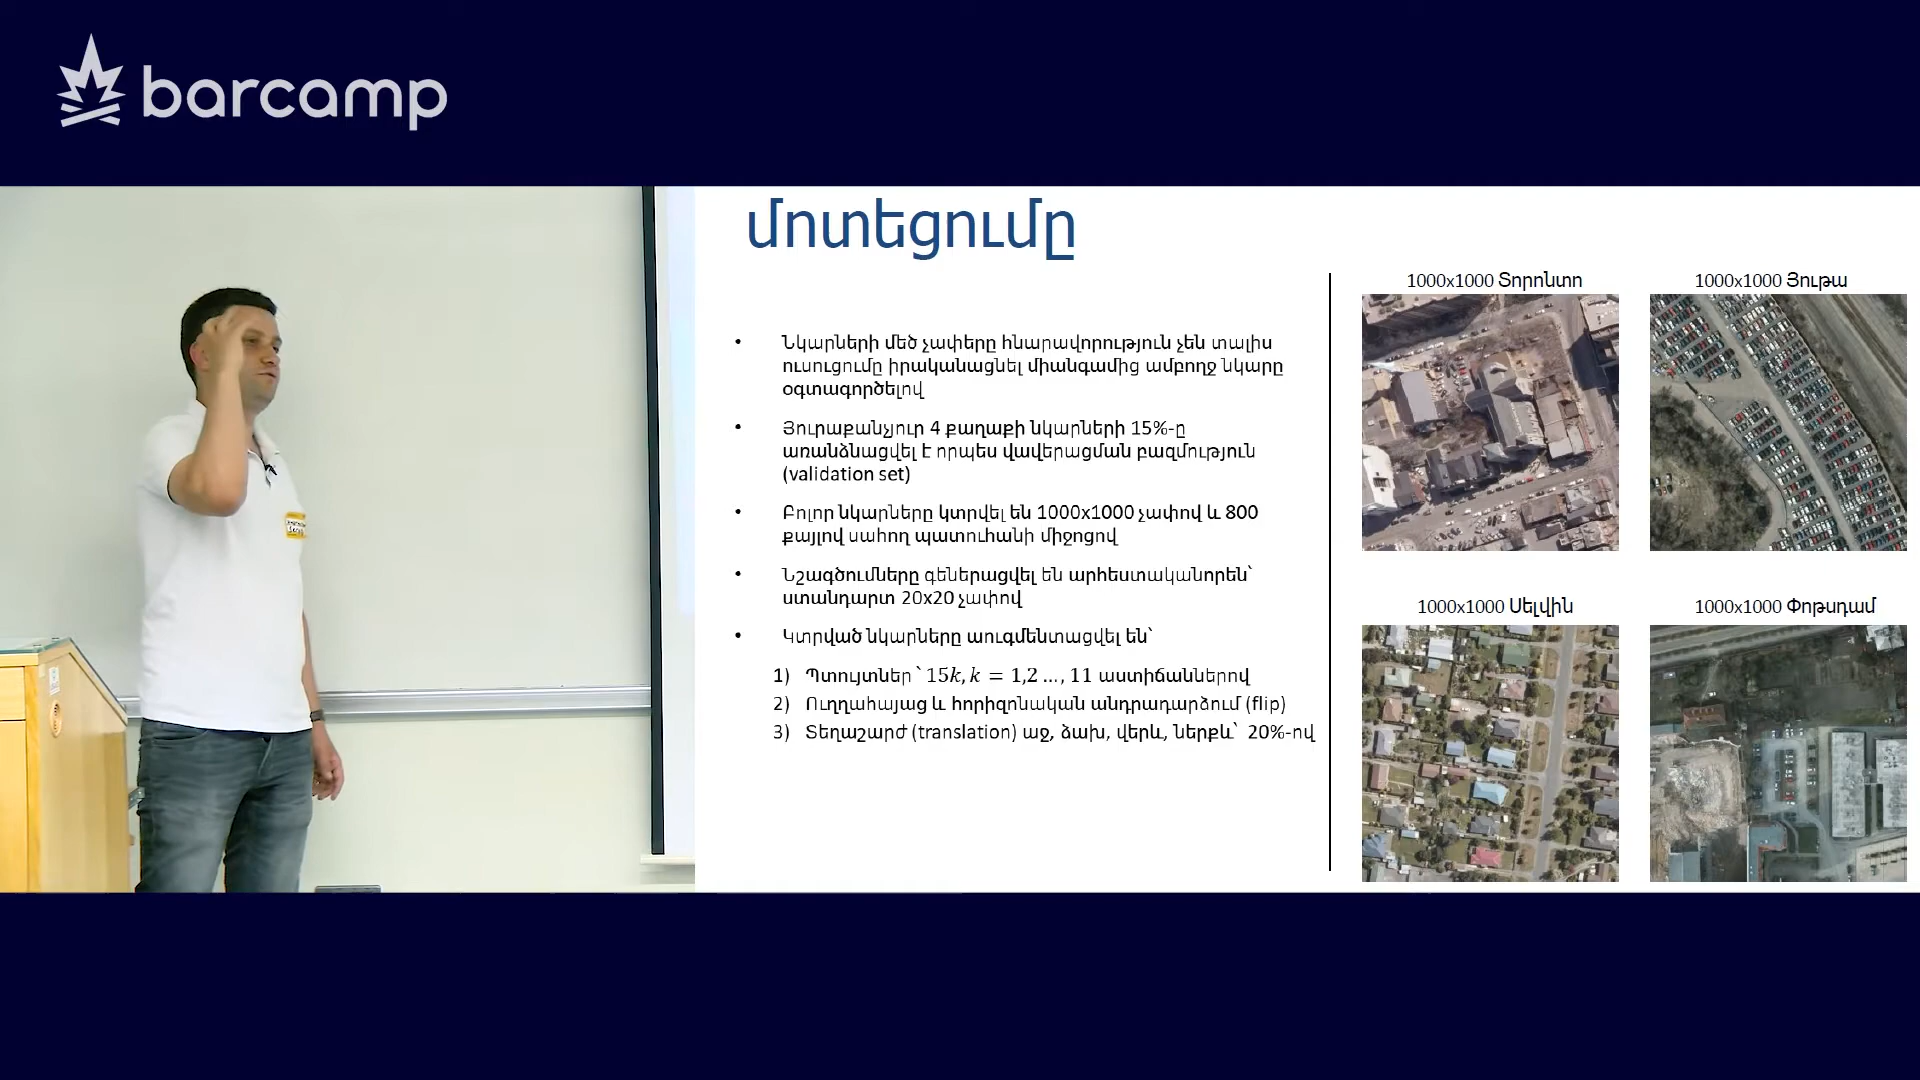 barcamp
մոտեցումը
• Նկարների մեծ չափերը հնարավորություն չեն տալիս
ուսուցումը իրականացնել միանգամից ամբողջ նկարը
օգտագործելով
• Յուրաքանչյուր 4 քաղաքի նկարների 15%-ը
առանձնացվել է որպես վավերացման բազմություն
(validation set)
• Բոլոր նկարները կտրվել են 1000x1000 չափով և 800
քայլով սահող պատուհանի միջոցով
• Նշագծումները գեներացվել են արհեստականորեն՝
ստանդարտ 20x20 չափով
• Կտրված նկարները աուգմենտացվել են՝
1) Պտույտներ ՝ 15k, k = 1,2 …, 11 աստիճաններով
2) Ուղղահայաց և հորիզոնական անդրադարձում (flip)
3) Տեղաշարժ (translation) աջ, ձախ, վերև, ներքև՝ 20%-ով
1000x1000 Տորոնտո
1000x1000 Յութա
1000x1000 Սելվին
1000x1000 Փոթսդամ